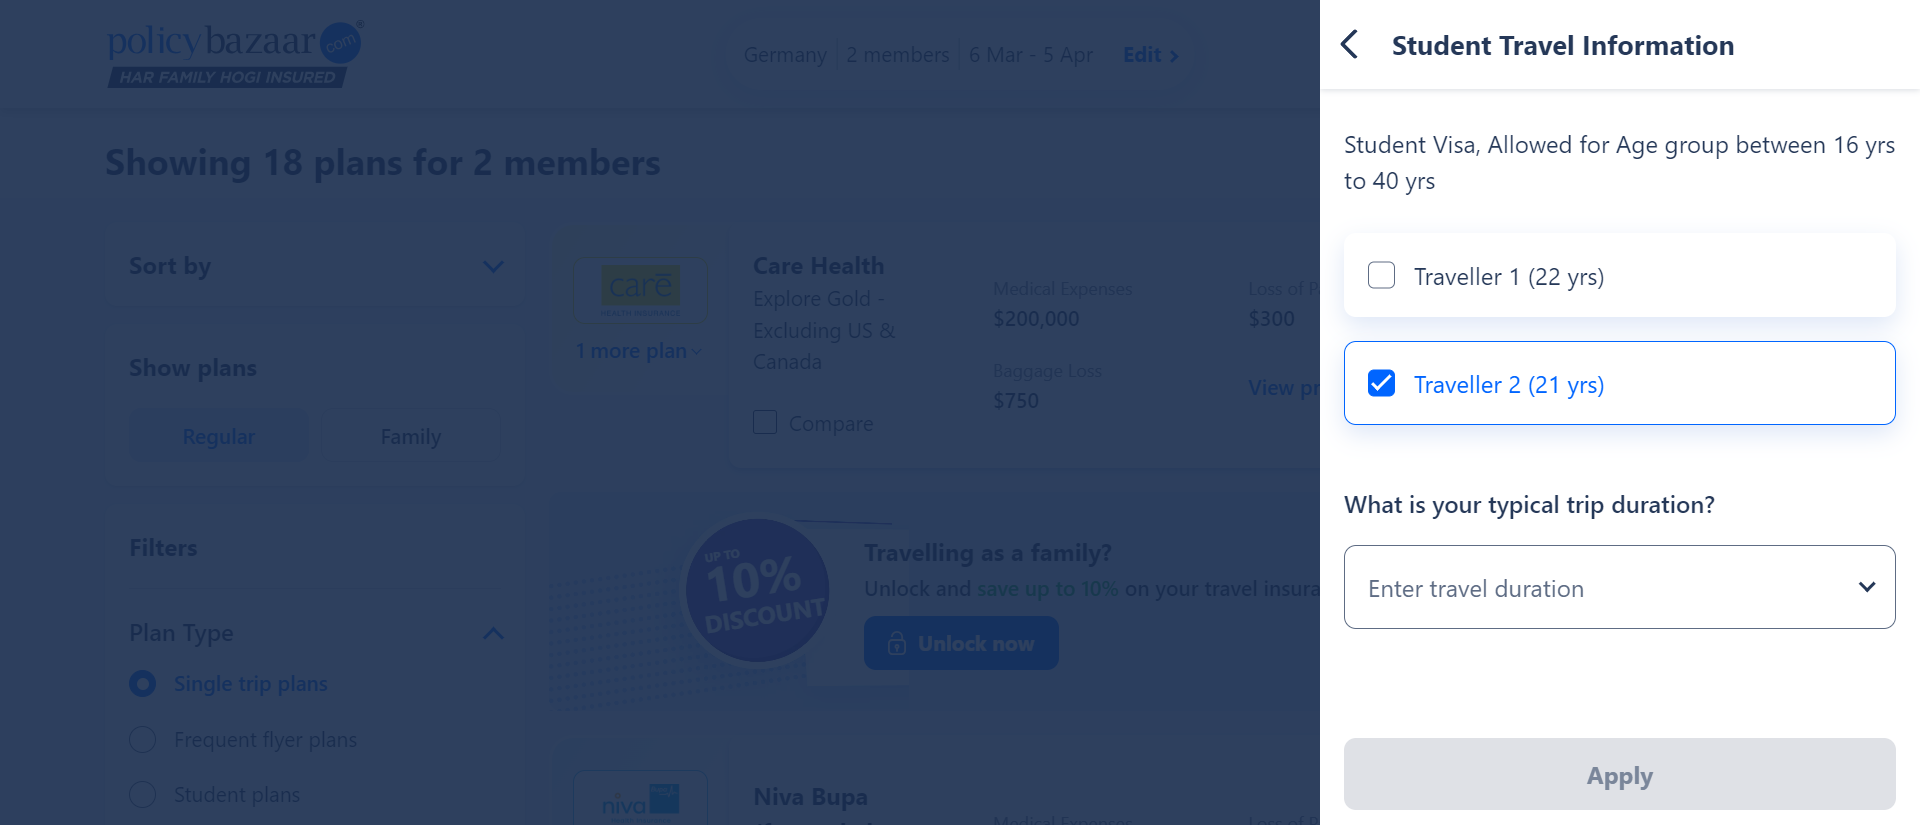 policybazaar.com®
HAR FAMILY HOGI INSURED
Germany 2 members 6 Mar - 5 Apr Edit
Showing 18 plans for 2 members
Sort by
Show plans
Regular Family
Filters
Plan Type
Single trip plans
Frequent flyer plans
Student plans
care
HEALTH INSURANCE
1 more plan
Care Health
Explore Gold -
Excluding US &
Canada
Compare
Medical Expenses
$200,000
Baggage Loss
$750
Loss of P
$300
View pr
UP TO
10%
DISCOUNT
Travelling as a family?
Unlock and save up to 10% on your travel insura
Unlock now
niva
Niva Bupa
Medical Expenses
Loss of P
Student Travel Information
Student Visa, Allowed for Age group between 16 yrs
to 40 yrs
Traveller 1 (22 yrs)
Traveller 2 (21 yrs)
What is your typical trip duration?
Enter travel duration
Apply